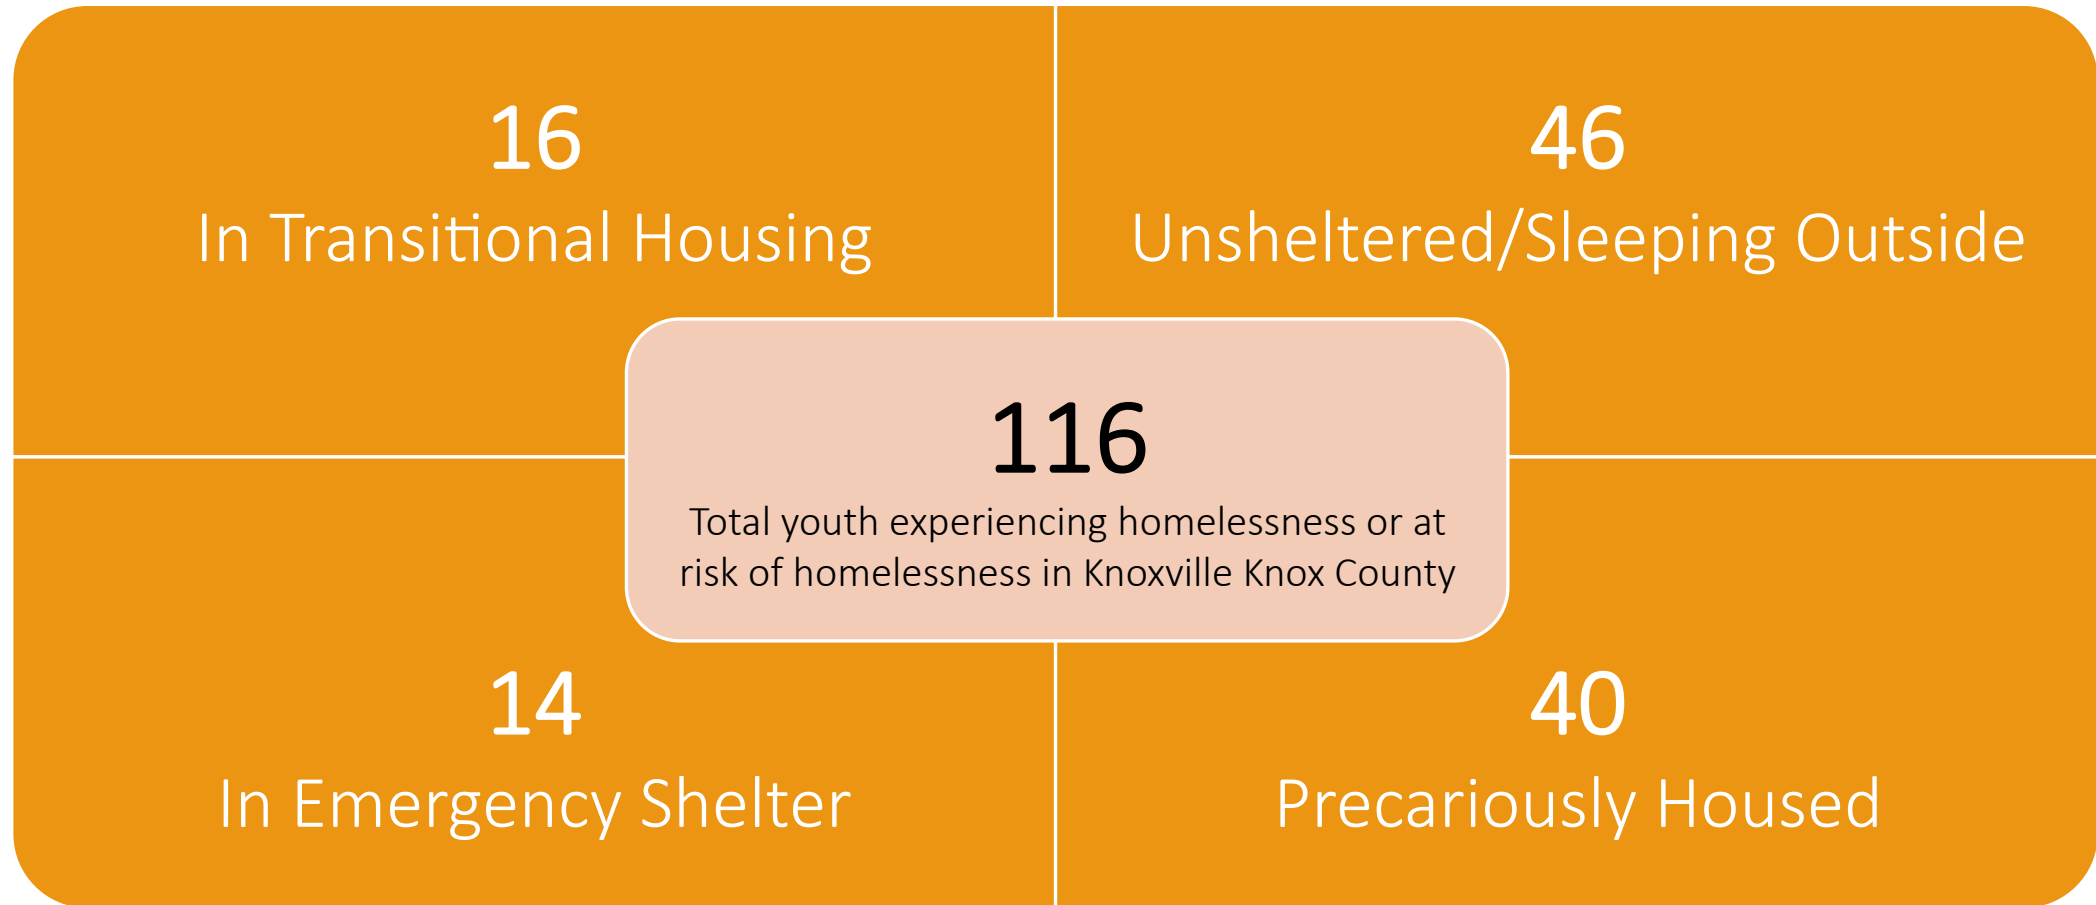 16
In Transitional Housing
46
Unsheltered/Sleeping Outside
116
Total youth experiencing homelessness or at
risk of homelessness in Knoxville Knox County
14
In Emergency Shelter
40
Precariously Housed